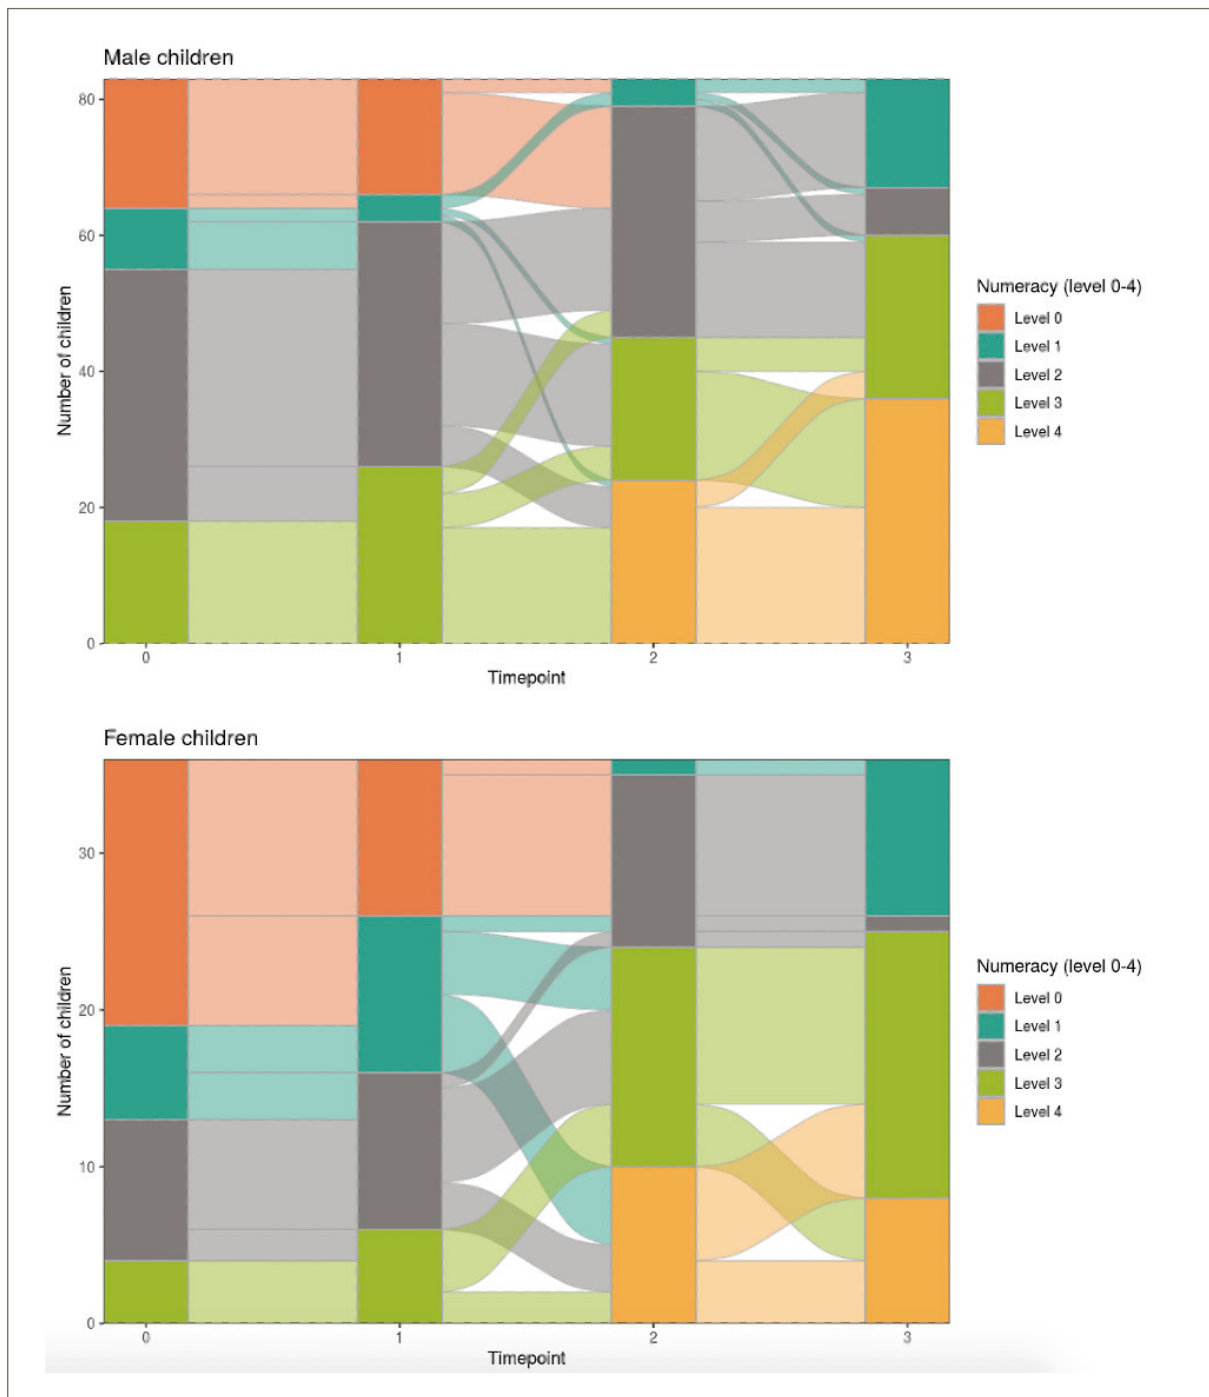 Male children
80
60
40
20
0
Number of children
0 1 2 3
Timepoint
Numeracy (level 0-4)
Level 0
Level 1
Level 2
Level 3
Level 4
Female children
30
20
10
0
Number of children
0 1 2 3
Timepoint
Numeracy (level 0-4)
Level 0
Level 1
Level 2
Level 3
Level 4